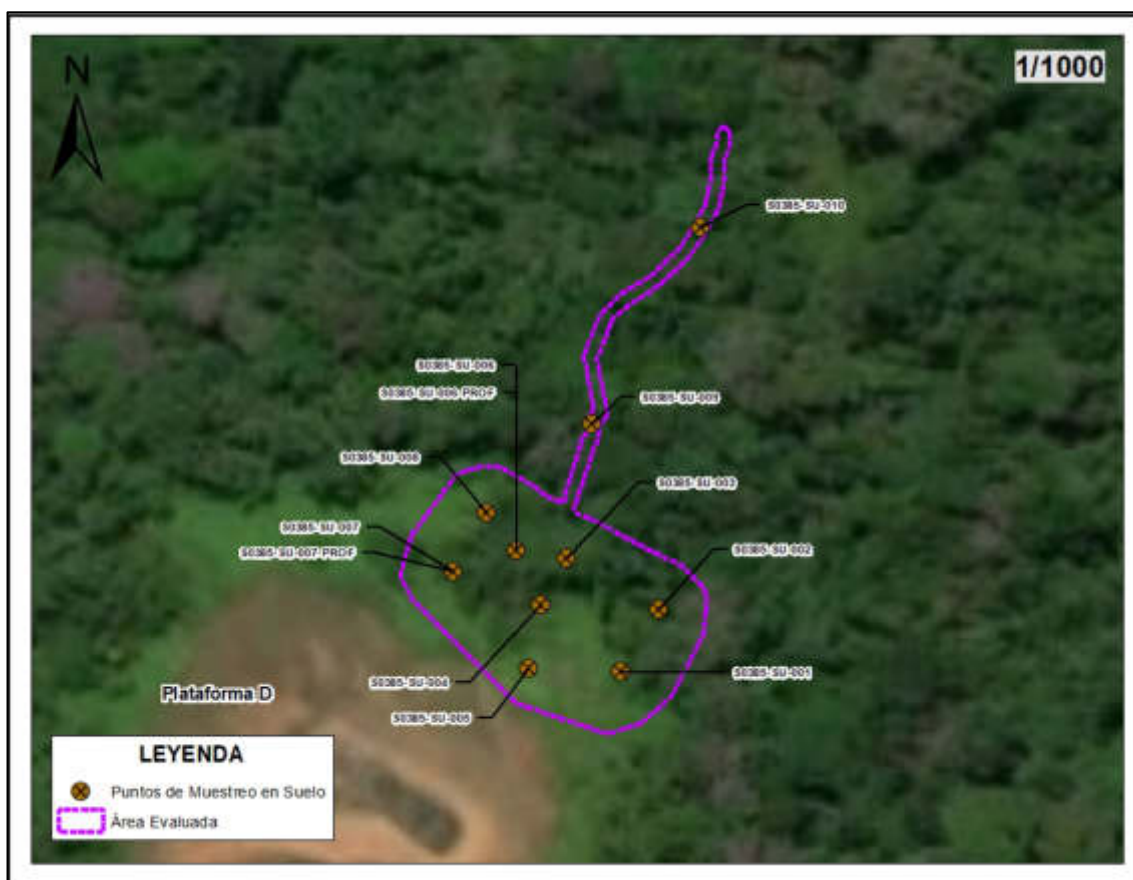 N
1/1000
S0385-SU-010
S0385-SU-006
S0385-SU-006-PROF
S0385-SU-009
S0385-SU-008
S0385-SU-003
S0385-SU-007
S0385-SU-007-PROF
S0385-SU-002
S0385-SU-004
S0385-SU-001
S0385-SU-005
Plataforma D
LEYENDA
Puntos de Muestreo en Suelo
Área Evaluada